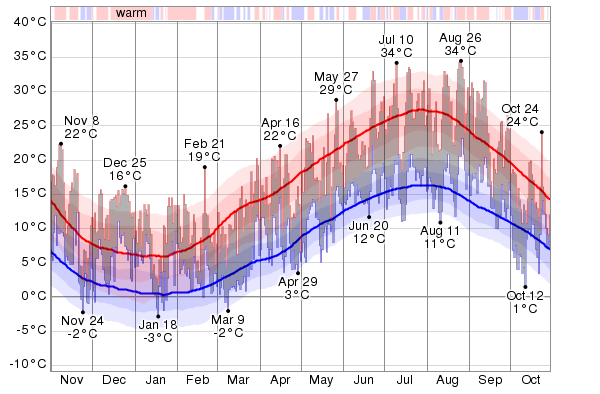 warm
40°C
35°C
30°C
25°C
20°C
15°C
10°C
5°C
0°C
-5°C
-10°C
Nov 8
22°C
Dec 25
16°C
Feb 21
19°C
Apr 16
22°C
May 27
29°C
Jul 10
34°C
Aug 26
34°C
Oct 24
24°C
Nov 24
-2°C
Jan 18
-3°C
Mar 9
-2°C
Apr 29
3°C
Jun 20
12°C
Aug 11
11°C
Oct 12
1°C
Nov Dec Jan Feb Mar Apr May Jun Jul Aug Sep Oct